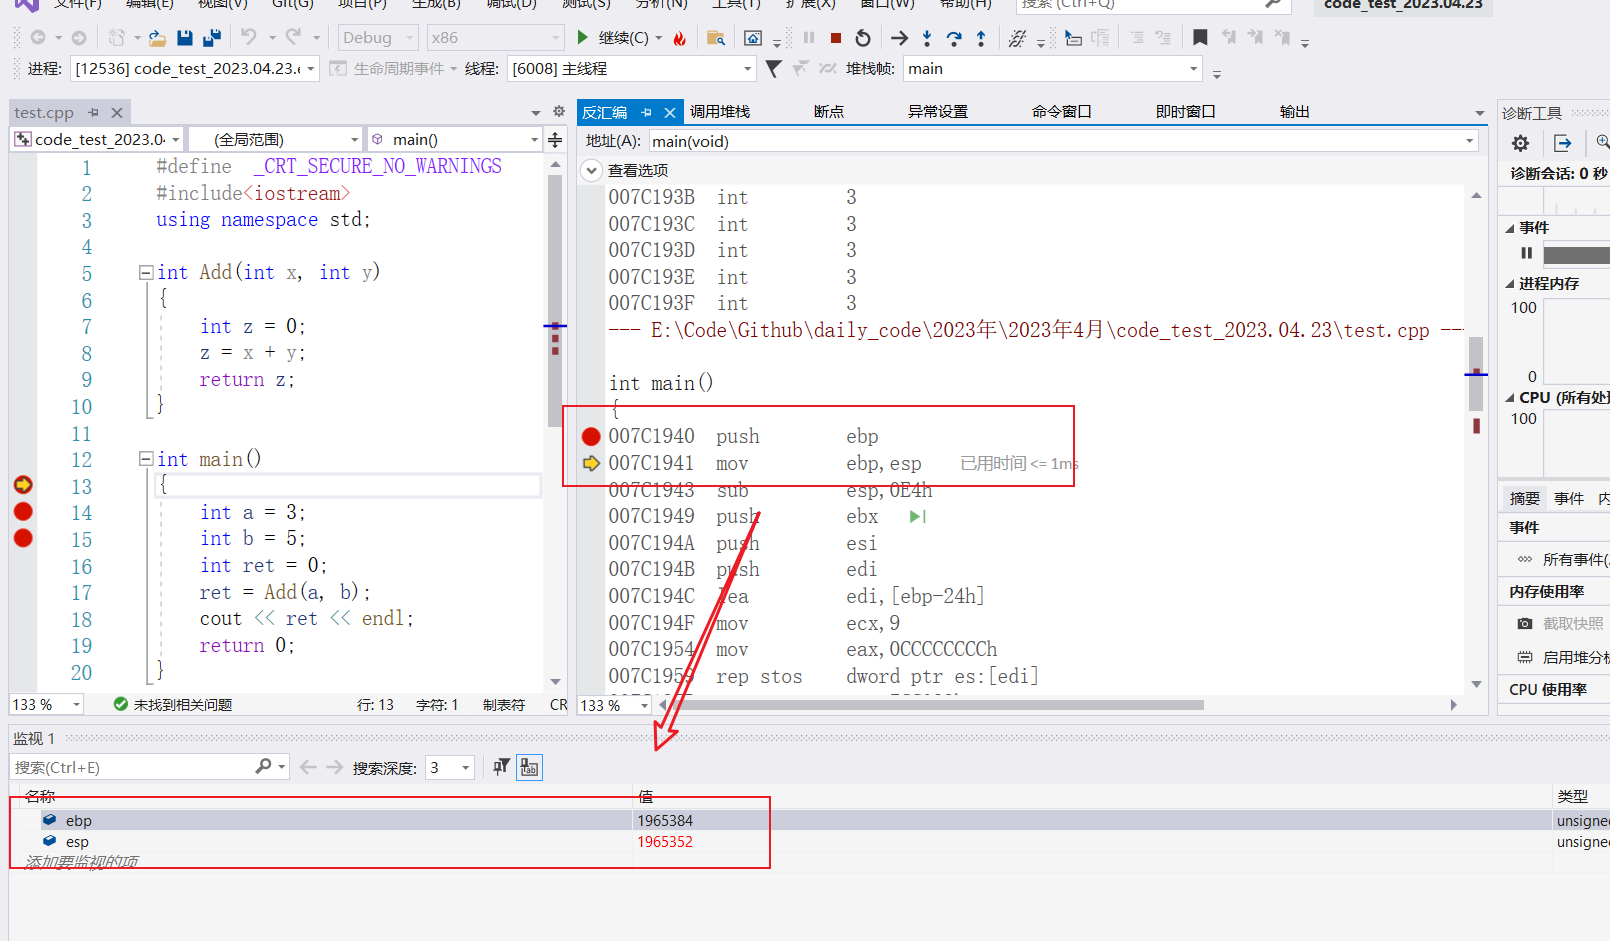 文件(F) 编辑(E) 视图(V) Git(G) 项目(P) 生成(B) 调试(D) 测试(S) 分析(N) 工具(T) 扩展(X) 窗口(W) 帮助(H) 搜索 (Ctrl+Q) code_test_2023.04.23
Debug x86 继续(C)
进程: [12536] code_test_2023.04.23.e 生命周期事件 线程: [6008] 主线程 堆栈帧: main
test.cpp
code_test_2023.0 (全局范围) main()
1 #define _CRT_SECURE_NO_WARNINGS
2 #include<iostream>
3 using namespace std;
4
5 int Add(int x, int y)
6 {
7 int z = 0;
8 z = x + y;
9 return z;
10 }
11
12 int main()
13 {
14 int a = 3;
15 int b = 5;
16 int ret = 0;
17 ret = Add(a, b);
18 cout << ret << endl;
19 return 0;
20 }
133 % 未找到相关问题 行: 13 字符: 1 制表符 CR
反汇编 调用堆栈 断点 异常设置 命令窗口 即时窗口 输出
地址(A): main(void)
查看选项
007C193B int 3
007C193C int 3
007C193D int 3
007C193E int 3
007C193F int 3
--- E:\Code\Github\daily_code\2023年\2023年4月\code_test_2023.04.23\test.cpp ---
int main()
{
007C1940 push ebp
007C1941 mov ebp,esp 已用时间 <= 1ms
007C1943 sub esp,0E4h
007C1949 push ebx
007C194A push esi
007C194B push edi
007C194C lea edi,[ebp-24h]
007C194F mov ecx,9
007C1954 mov eax,0CCCCCCCCh
007C1959 rep stos dword ptr es:[edi]
133 %
诊断工具
诊断会话: 0 秒
事件
进程内存
100
0
CPU (所有处理
100
摘要 事件 内
事件
所有事件(
内存使用率
截取快照
启用堆分析
CPU 使用率
监视 1
搜索(Ctrl+E) 搜索深度: 3
名称 值 类型
ebp 1965384 unsigned
esp 1965352 unsigned
添加要监视的项